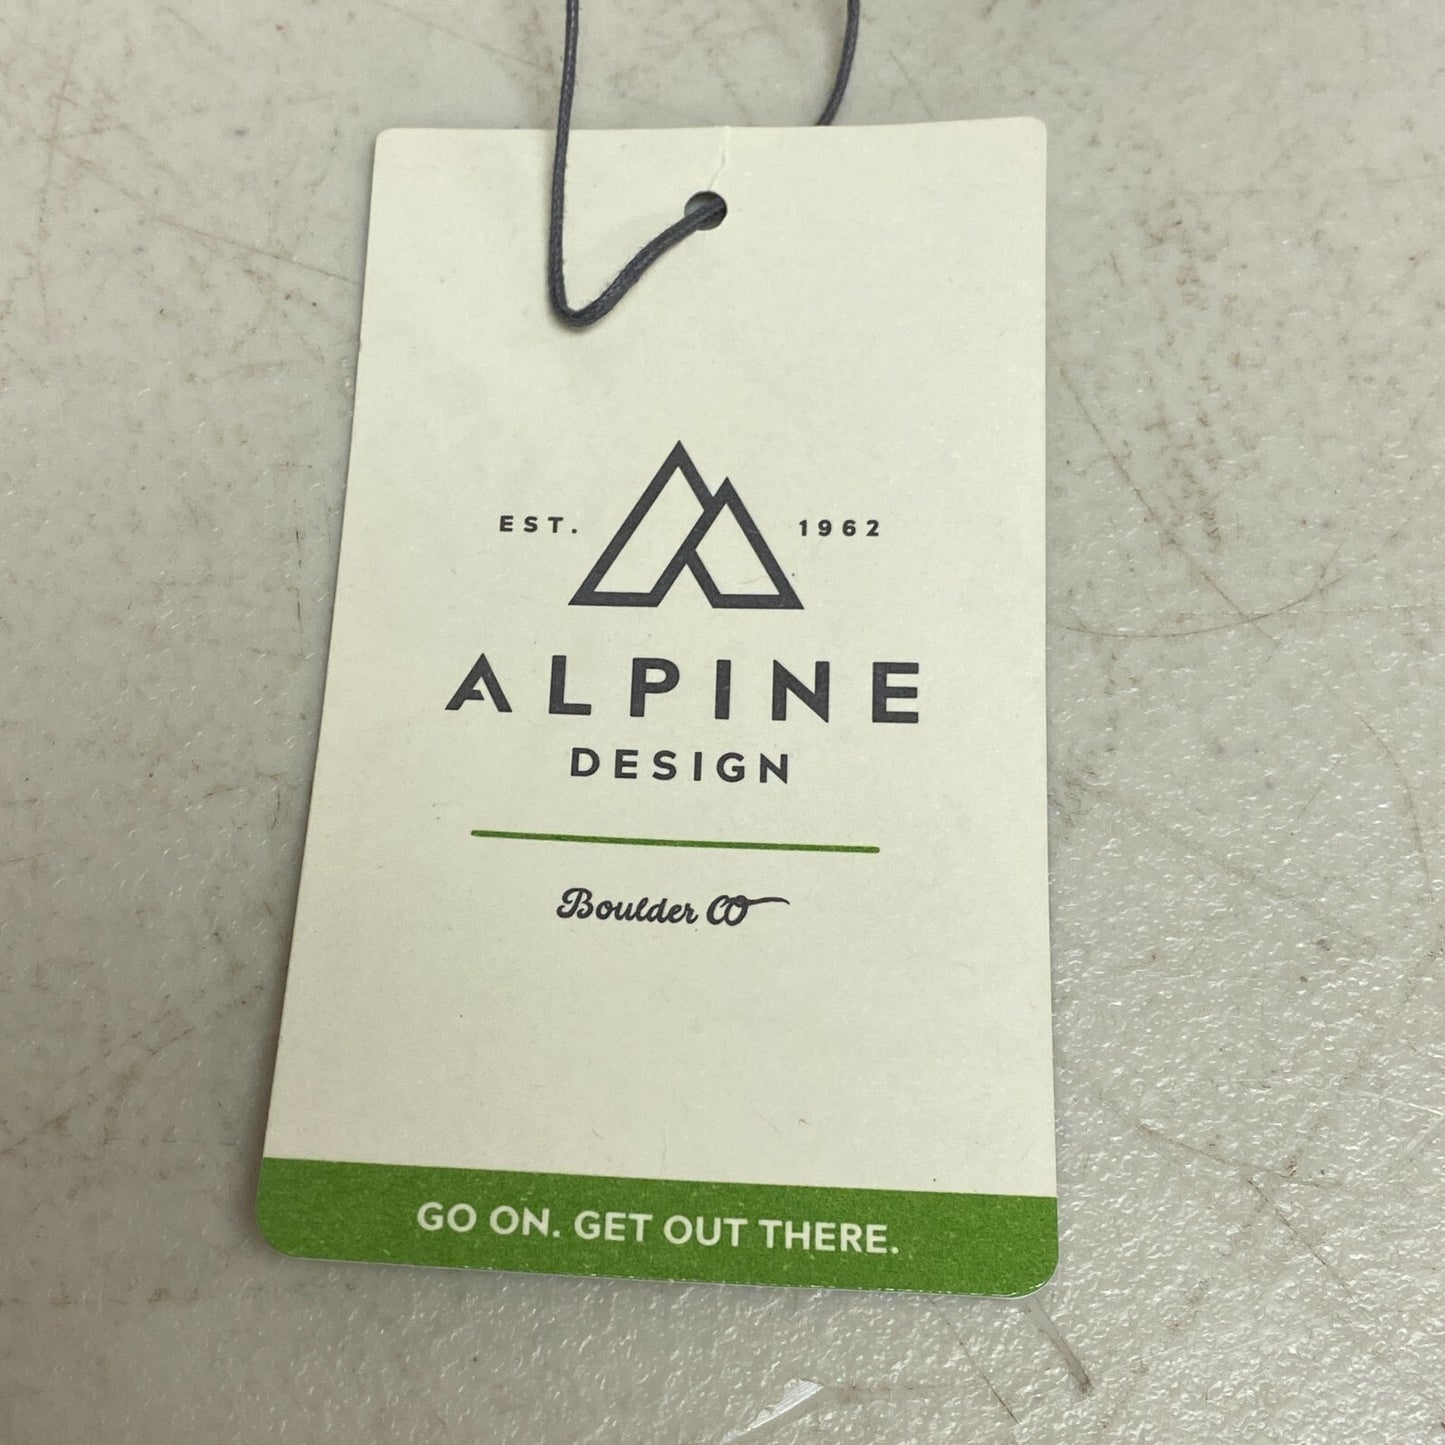 EST. 1962
ALPINE
DESIGN
Boulder CO
GO ON. GET OUT THERE.